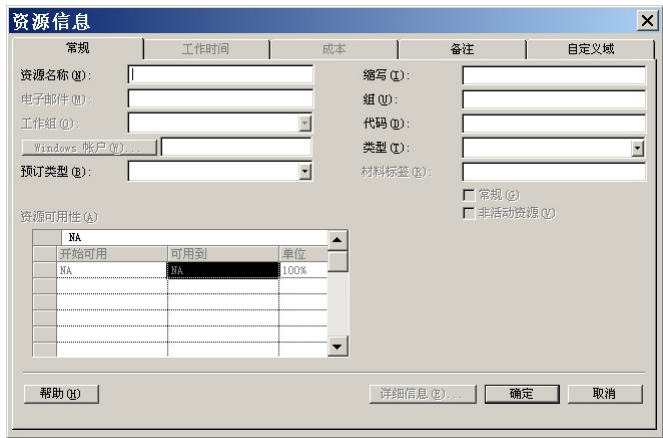 资源信息
常规 工作时间 成本 备注 自定义域
资源名称(N): 缩写(I):
电子邮件(M): 组(U):
工作组(O): 代码(D):
Windows 帐户(W)... 类型(T):
预订类型(B): 材料标签(R):
常规(G)
资源可用性(A) 非活动资源(V)
NA
开始可用 可用到 单位
NA NA 100%
帮助(H) 详细信息(E)... 确定 取消